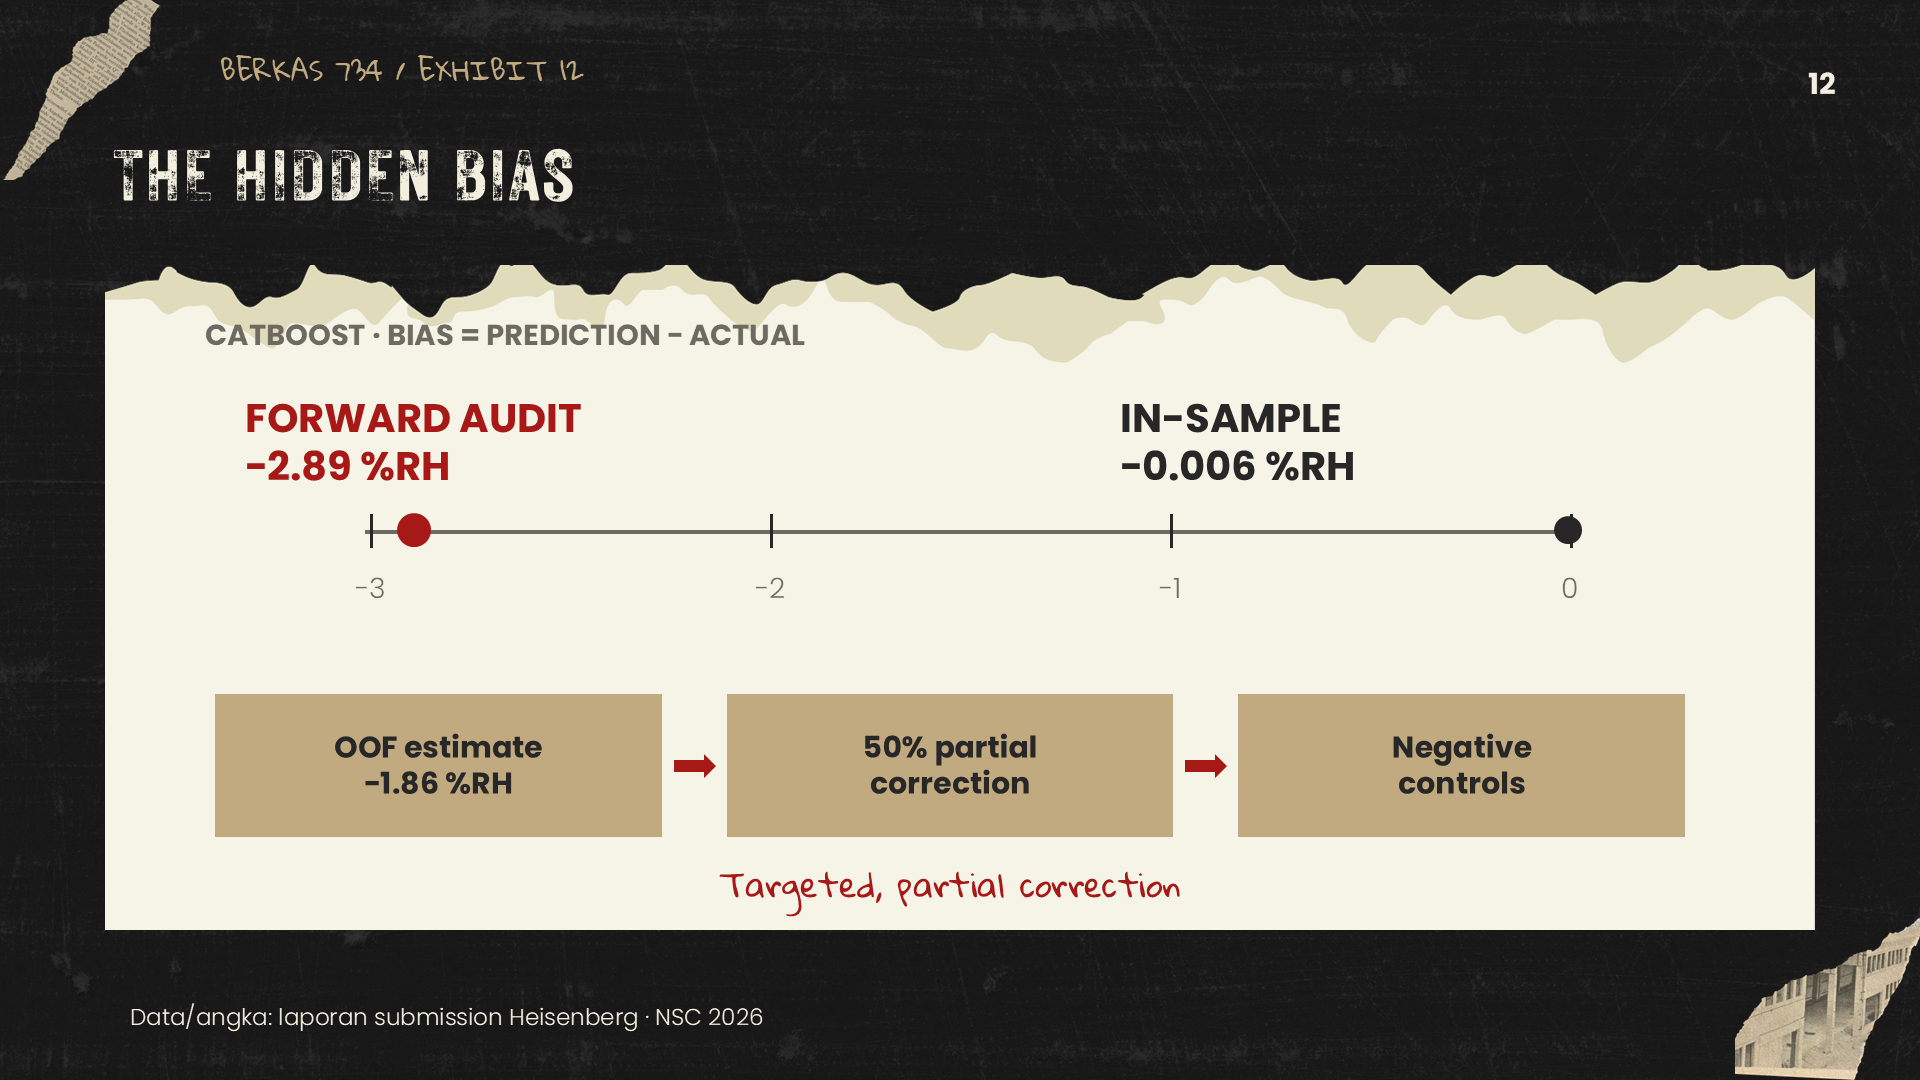 BERKAS 734 / EXHIBIT 12
12
THE HIDDEN BIAS
CATBOOST · BIAS = PREDICTION − ACTUAL
FORWARD AUDIT
−2.89 %RH
IN-SAMPLE
−0.006 %RH
−3
−2
−1
0
OOF estimate
−1.86 %RH
50% partial
correction
Negative
controls
Targeted, partial correction
Data/angka: laporan submission Heisenberg · NSC 2026